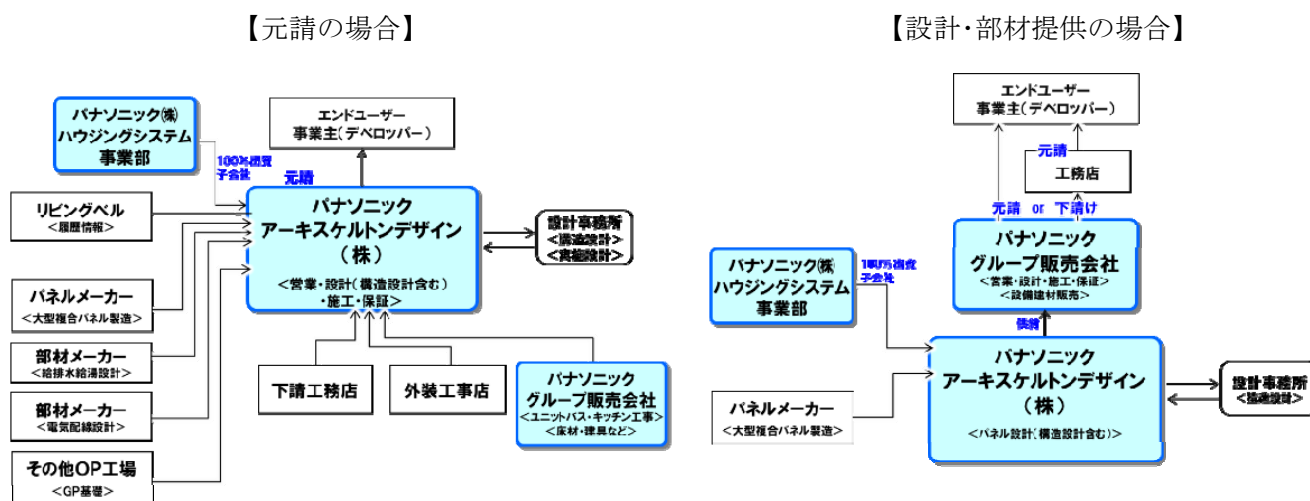 【元請の場合】
パナソニック㈱
ハウジングシステム
事業部
100%出資
子会社
エンドユーザー
事業主(デベロッパー)
元請
リビングベル
<履歴情報>
パナソニック
アーキスケルトンデザイン
(株)
<営業・設計(構造設計含む)
・施工・保証>
設計事務所
<構造設計>
<実施設計>
パネルメーカー
<大型複合パネル製造>
部材メーカー
<給排水給湯設計>
部材メーカー
<電気配線設計>
その他OP工場
<GP基礎>
下請工務店
外装工事店
パナソニック
グループ販売会社
<ユニットバス・キッチン工事>
<床材・建具など>
【設計・部材提供の場合】
エンドユーザー
事業主(デベロッパー)
元請
工務店
元請 or 下請け
パナソニック
グループ販売会社
<営業・設計・施工・保証>
<設備建材販売>
パナソニック㈱
ハウジングシステム
事業部
100%出資
子会社
供給
パナソニック
アーキスケルトンデザイン
(株)
<パネル設計(構造設計含む)>
パネルメーカー
<大型複合パネル製造>
設計事務所
<構造設計>